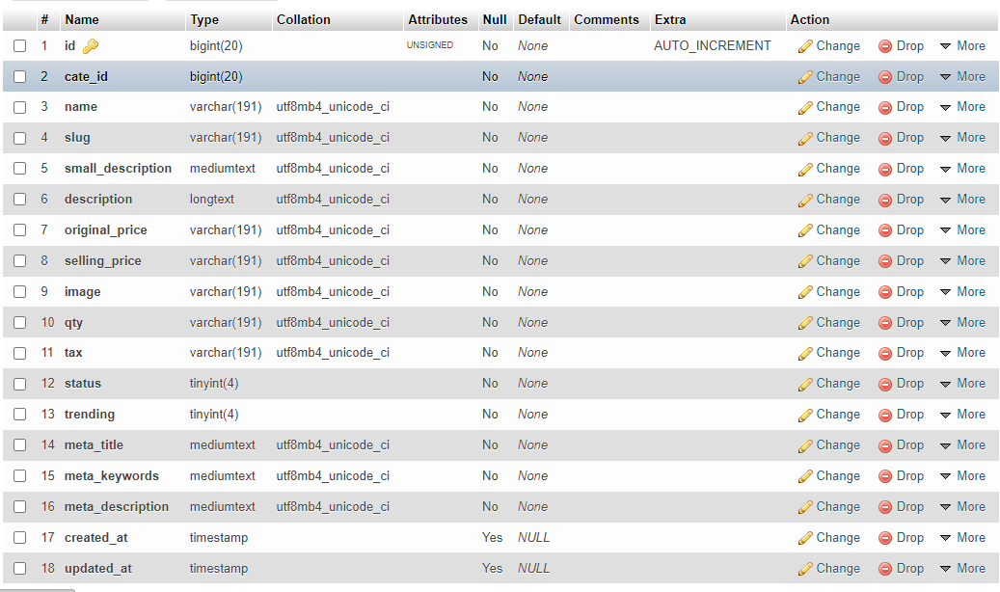 # Name Type Collation Attributes Null Default Comments Extra Action
1 id bigint(20) UNSIGNED No None AUTO_INCREMENT Change Drop More
2 cate_id bigint(20) No None Change Drop More
3 name varchar(191) utf8mb4_unicode_ci No None Change Drop More
4 slug varchar(191) utf8mb4_unicode_ci No None Change Drop More
5 small_description mediumtext utf8mb4_unicode_ci No None Change Drop More
6 description longtext utf8mb4_unicode_ci No None Change Drop More
7 original_price varchar(191) utf8mb4_unicode_ci No None Change Drop More
8 selling_price varchar(191) utf8mb4_unicode_ci No None Change Drop More
9 image varchar(191) utf8mb4_unicode_ci No None Change Drop More
10 qty varchar(191) utf8mb4_unicode_ci No None Change Drop More
11 tax varchar(191) utf8mb4_unicode_ci No None Change Drop More
12 status tinyint(4) No None Change Drop More
13 trending tinyint(4) No None Change Drop More
14 meta_title mediumtext utf8mb4_unicode_ci No None Change Drop More
15 meta_keywords mediumtext utf8mb4_unicode_ci No None Change Drop More
16 meta_description mediumtext utf8mb4_unicode_ci No None Change Drop More
17 created_at timestamp Yes NULL Change Drop More
18 updated_at timestamp Yes NULL Change Drop More